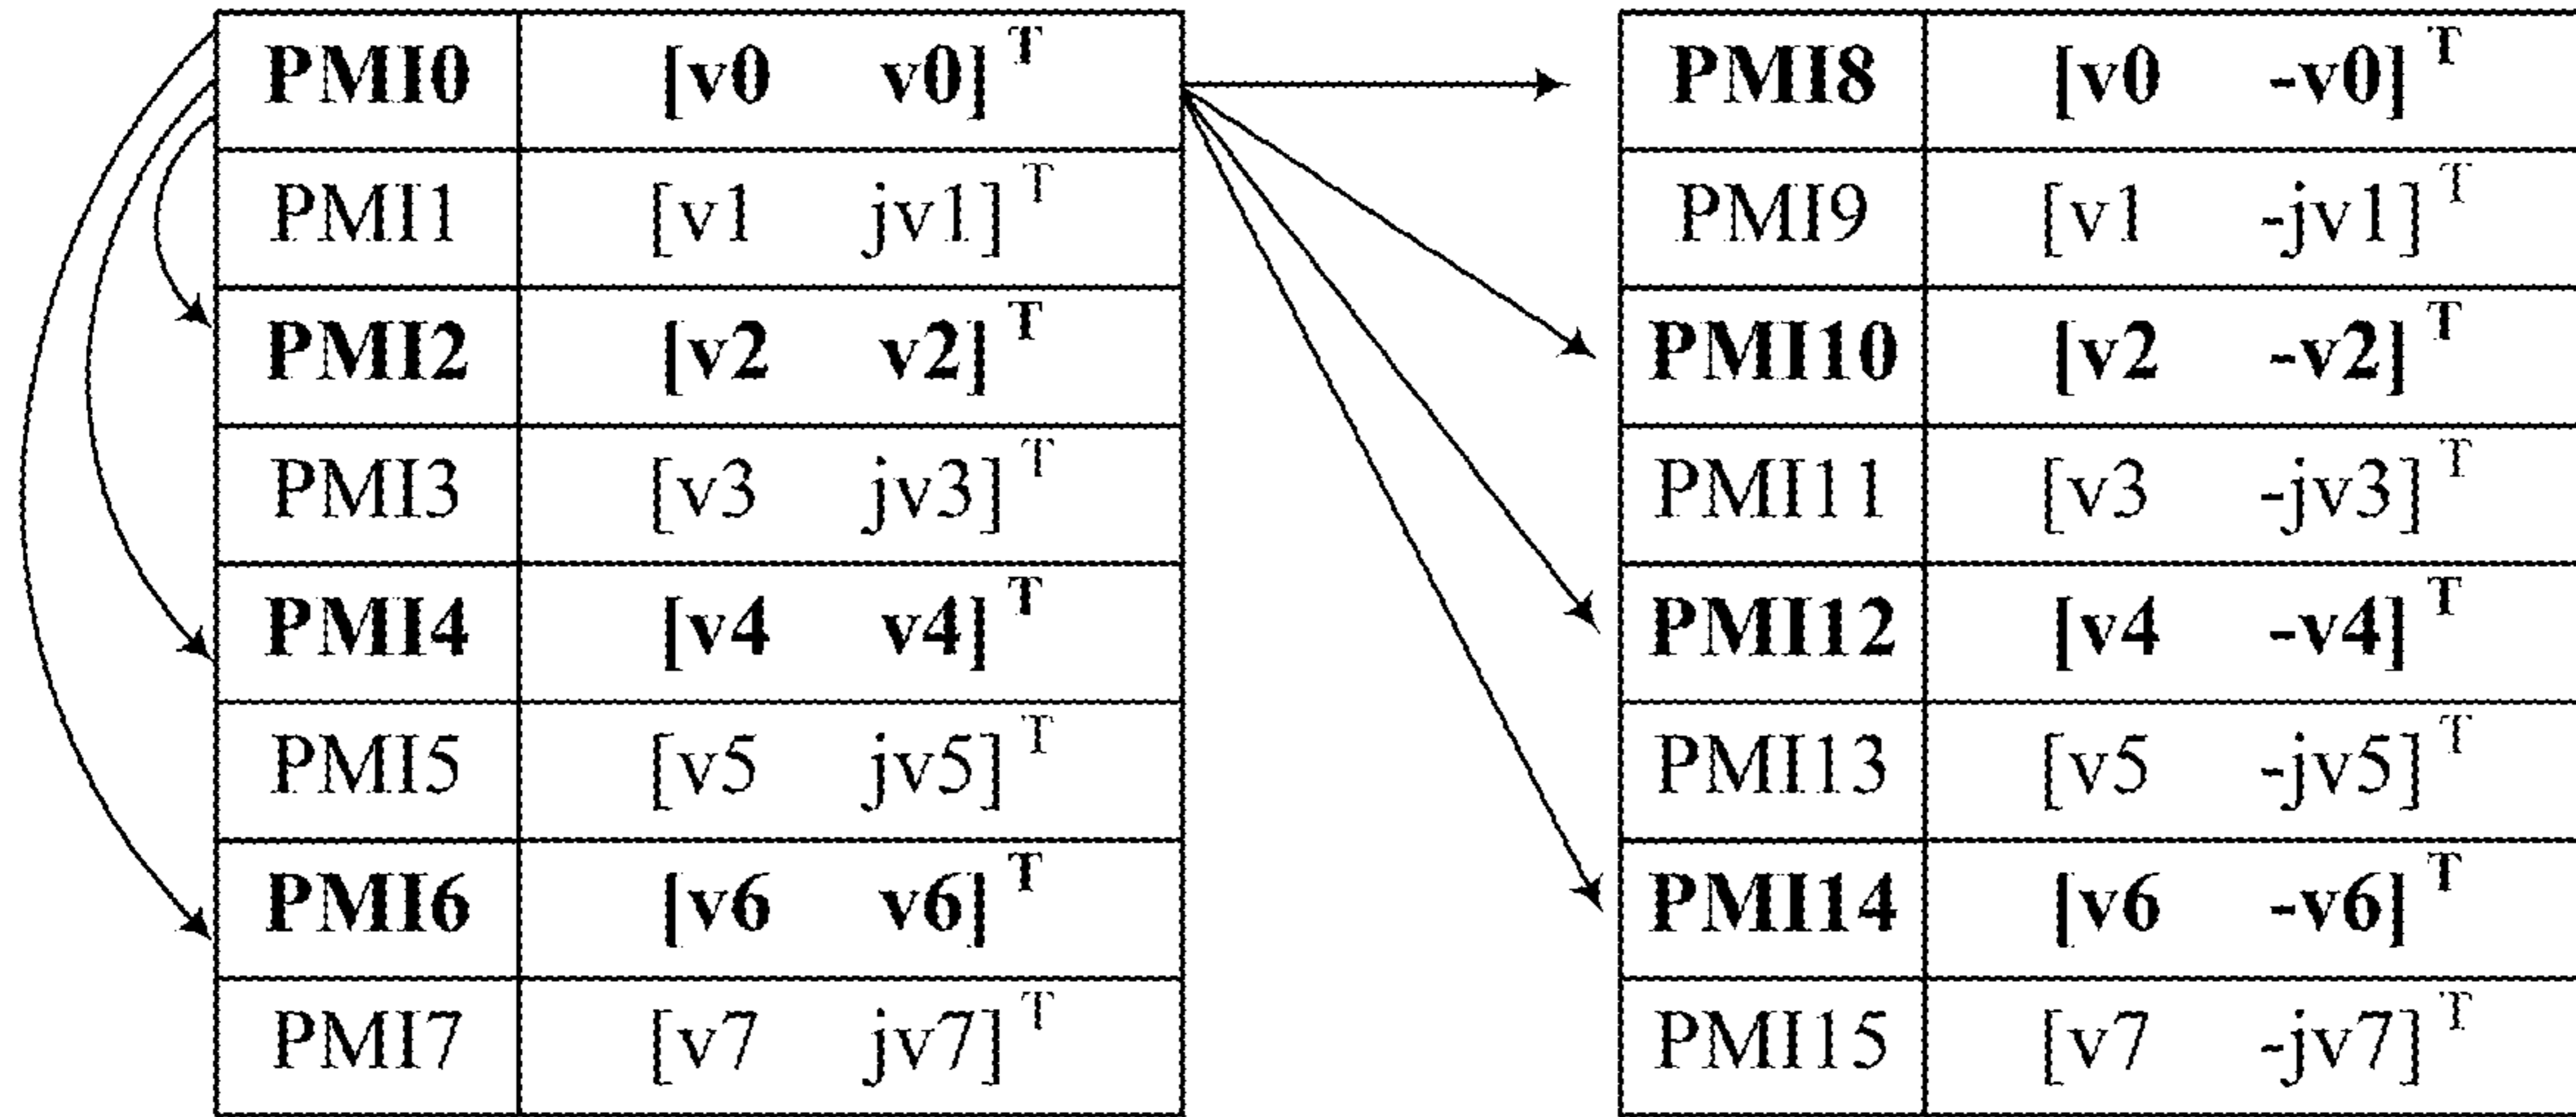 PMI0 [v0 v0]^T PMI8 [v0 -v0]^T
PMI1 [v1 jv1]^T PMI9 [v1 -jv1]^T
PMI2 [v2 v2]^T PMI10 [v2 -v2]^T
PMI3 [v3 jv3]^T PMI11 [v3 -jv3]^T
PMI4 [v4 v4]^T PMI12 [v4 -v4]^T
PMI5 [v5 jv5]^T PMI13 [v5 -jv5]^T
PMI6 [v6 v6]^T PMI14 [v6 -v6]^T
PMI7 [v7 jv7]^T PMI15 [v7 -jv7]^T